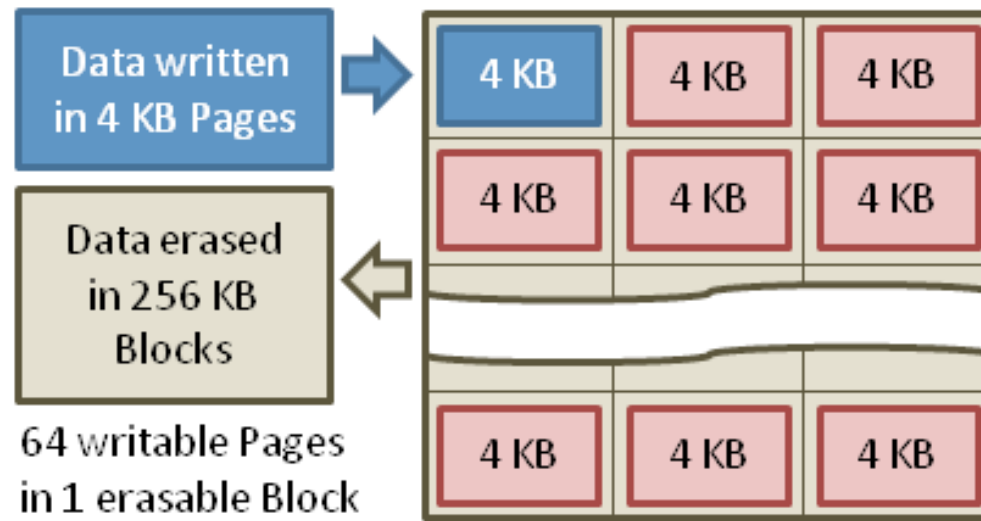 Data written
in 4 KB Pages
4 KB 4 KB 4 KB
4 KB 4 KB 4 KB
Data erased
in 256 KB
Blocks
4 KB 4 KB 4 KB
64 writable Pages
in 1 erasable Block